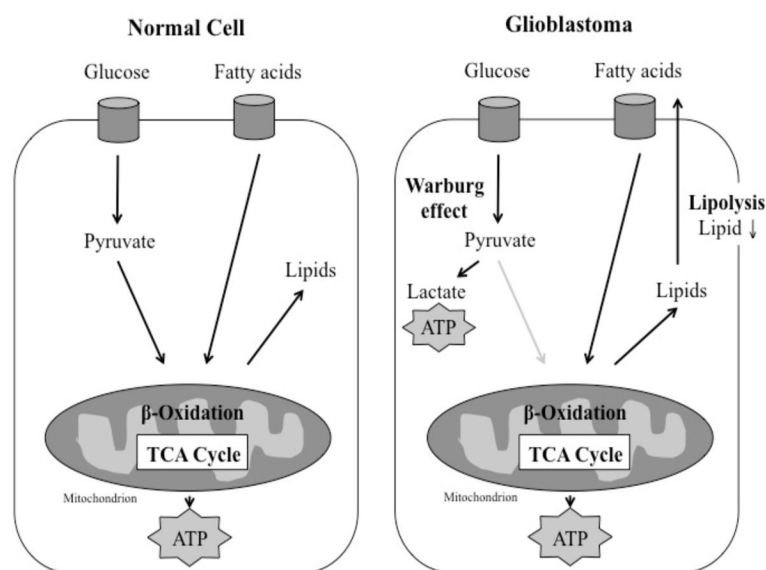 Normal Cell
Glucose
Fatty acids
Pyruvate
Lipids
β-Oxidation
TCA Cycle
Mitochondrion
ATP
Glioblastoma
Glucose
Fatty acids
Warburg
effect
Lipolysis
Lipid ↓
Pyruvate
Lactate
ATP
Lipids
β-Oxidation
TCA Cycle
Mitochondrion
ATP